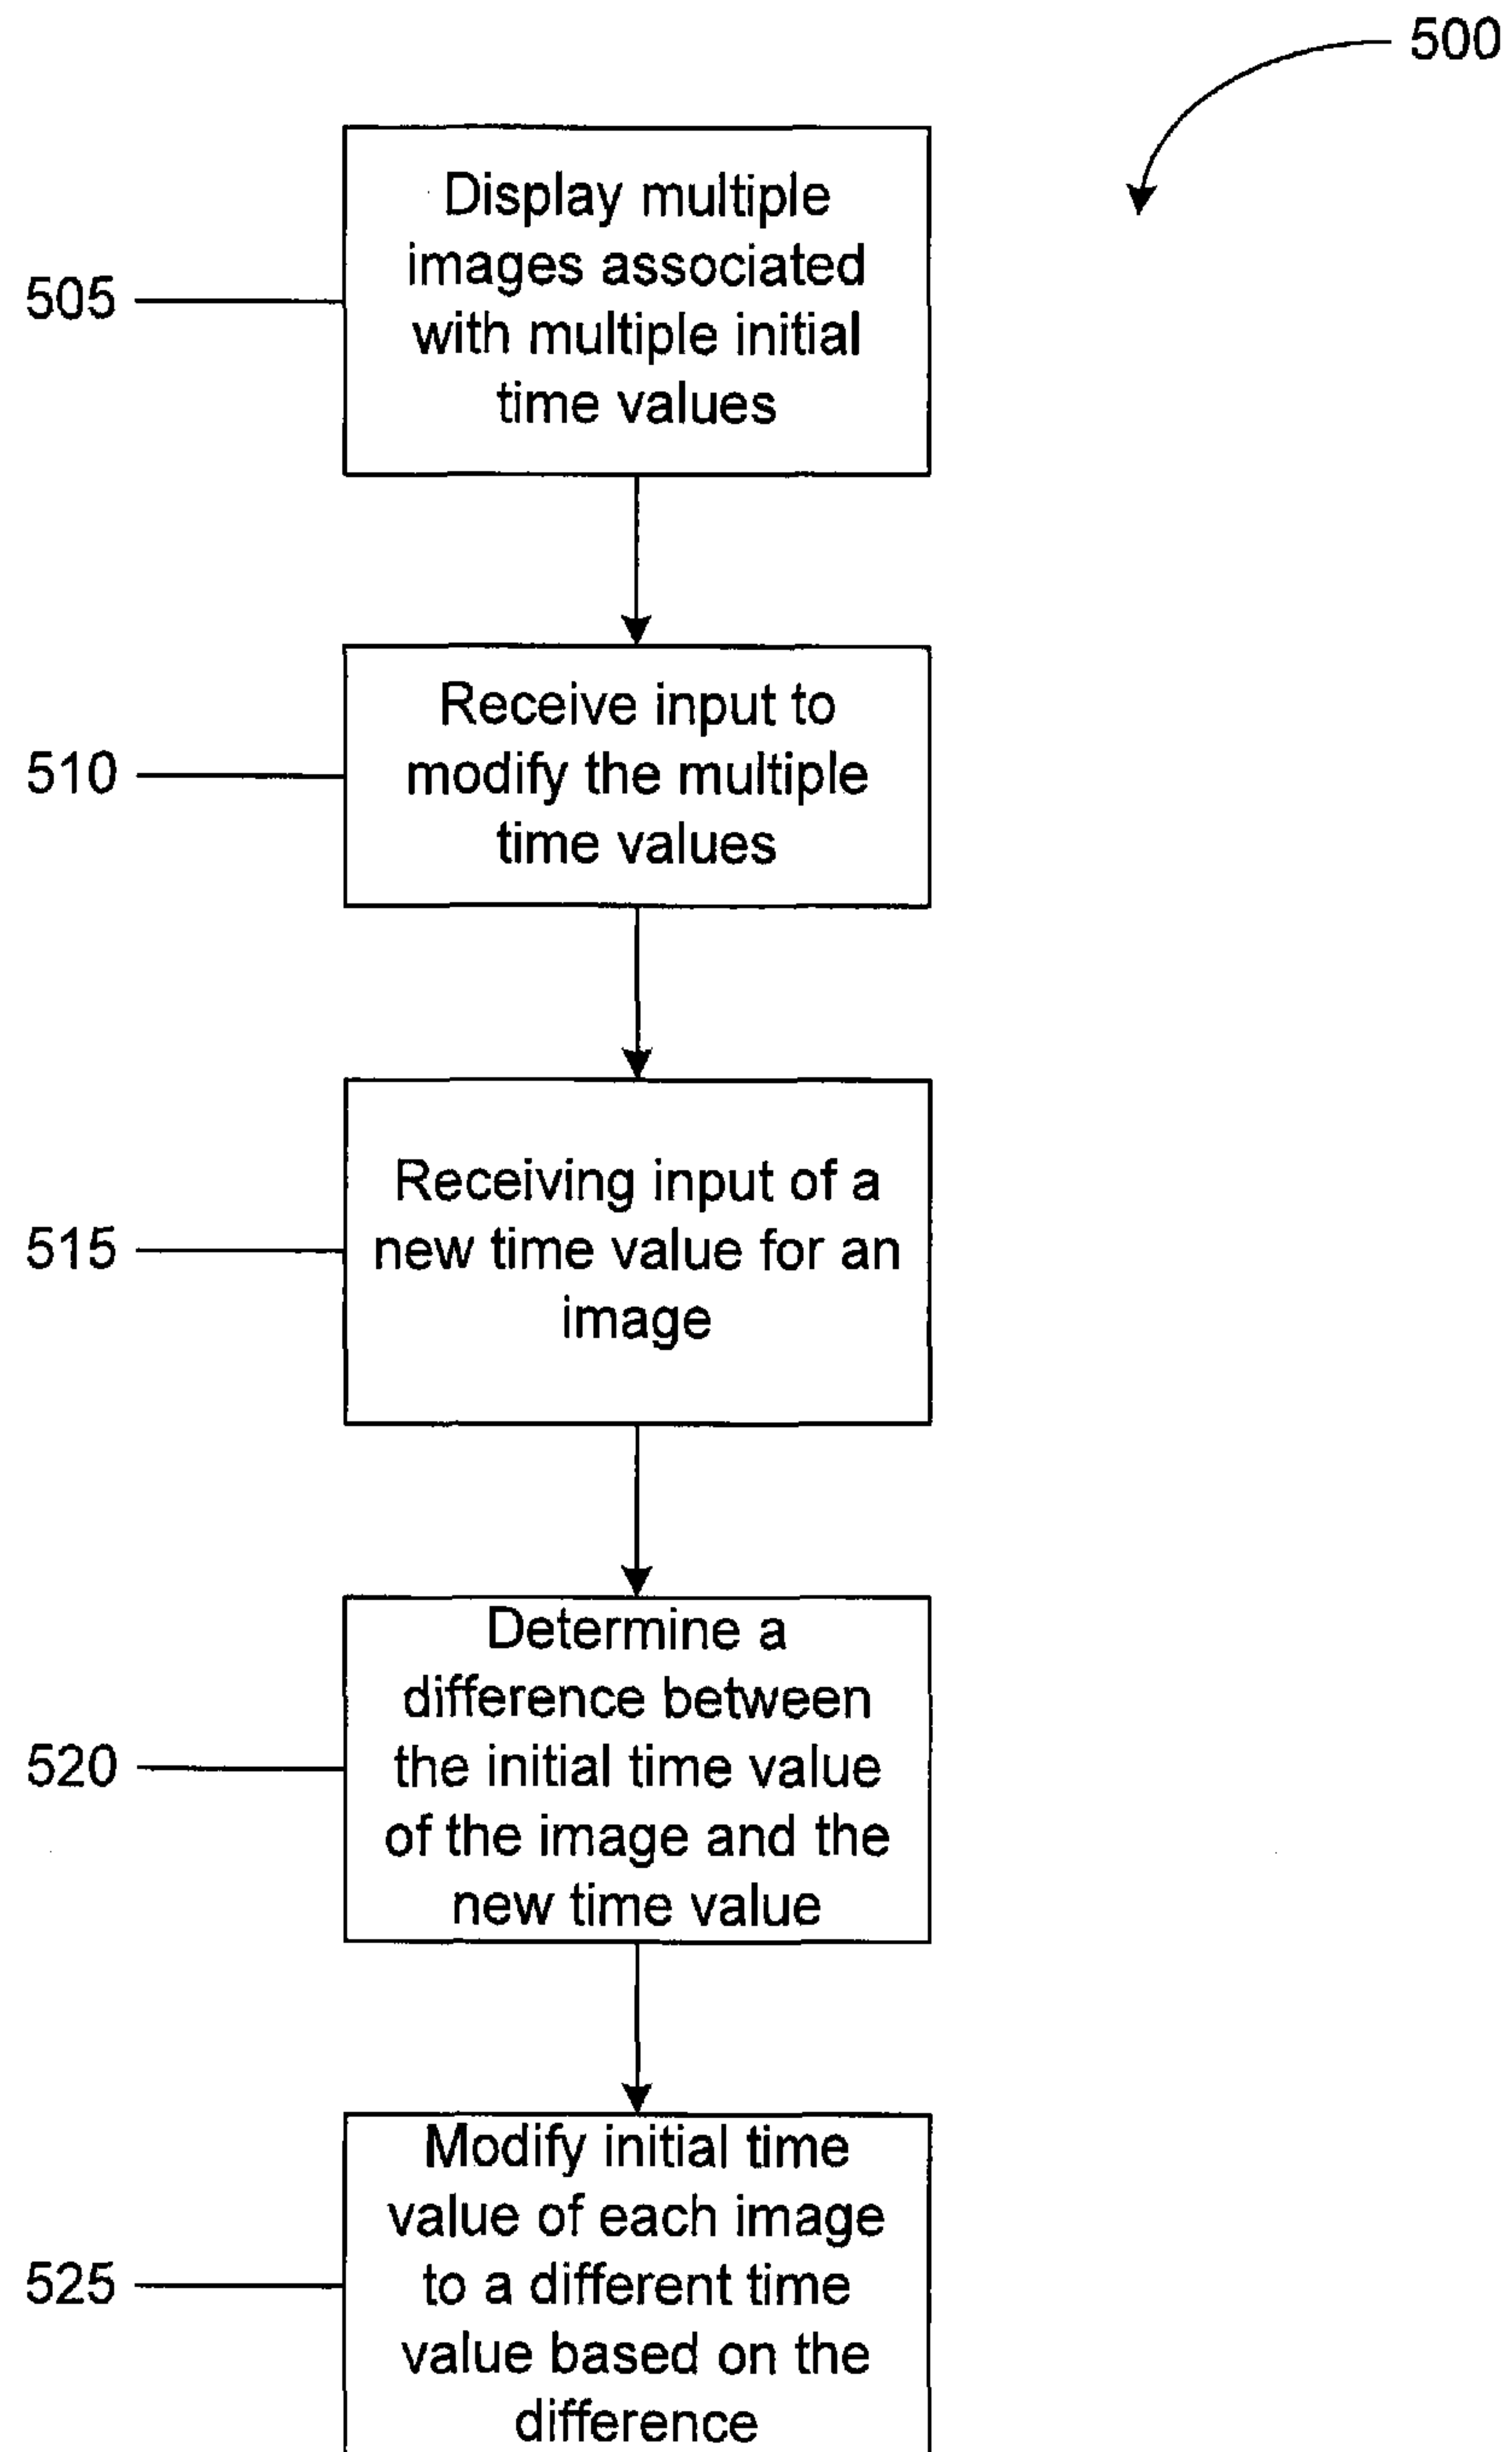 500
Display multiple
images associated
with multiple initial
time values
505
Receive input to
modify the multiple
time values
510
Receiving input of a
new time value for an
image
515
Determine a
difference between
the initial time value
of the image and the
new time value
520
Modify initial time
value of each image
to a different time
value based on the
difference
525